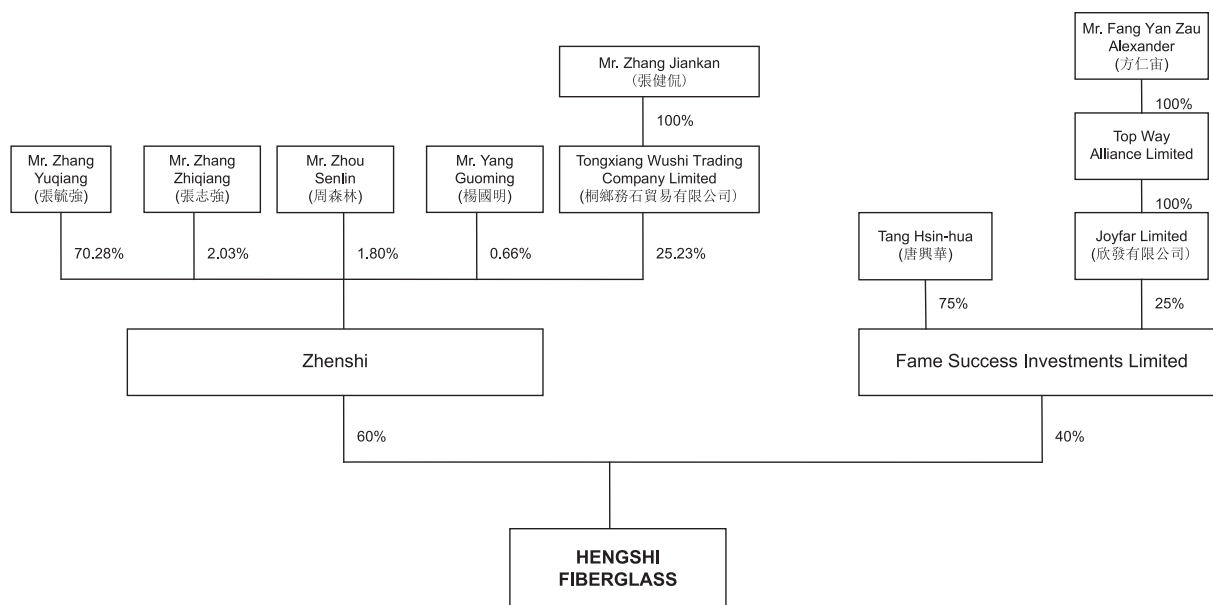 Mr. Fang Yan Zau
Alexander
(方仁宙)
Mr. Zhang Jiankan
(張健侃)
100%
100%
Top Way
Alliance Limited
Mr. Zhang
Yuqiang
(張毓強)
Mr. Zhang
Zhiqiang
(張志強)
Mr. Zhou
Senlin
(周森林)
Mr. Yang
Guoming
(楊國明)
Tongxiang Wushi Trading
Company Limited
(桐鄉務石貿易有限公司)
100%
Tang Hsin-hua
(唐興華)
Joyfar Limited
(欣發有限公司)
70.28%
2.03%
1.80%
0.66%
25.23%
75%
25%
Zhenshi
Fame Success Investments Limited
60%
40%
HENGSHI
FIBERGLASS